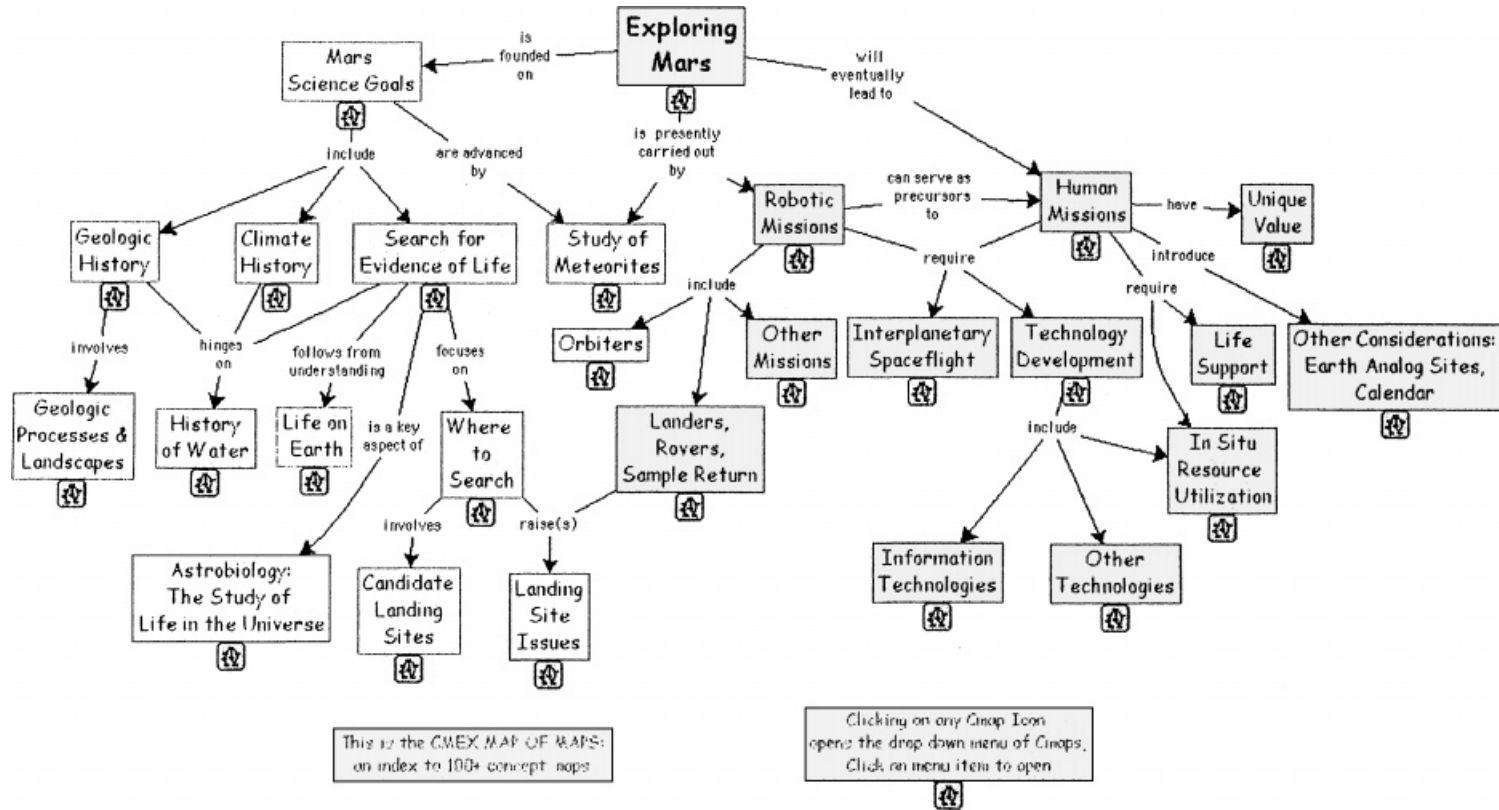 Exploring
Mars
is
founded
on
Mars
Science Goals
will
eventually
lead to
is presently
carried out
by
include
are advanced
by
Robotic
Missions
can serve as
precursors
to
Human
Missions
have
Unique
Value
Geologic
History
Climate
History
Search for
Evidence of Life
Study of
Meteorites
include
require
require
introduce
Orbiters
Other
Missions
Interplanetary
Spaceflight
Technology
Development
Life
Support
Other Considerations:
Earth Analog Sites,
Calendar
involves
hinges
on
follows from
understanding
focuses
on
is a key
aspect of
Geologic
Processes &
Landscapes
History
of Water
Life on
Earth
Where
to
Search
Landers,
Rovers,
Sample Return
include
In Situ
Resource
Utilization
involves
raise(s)
Astrobiology:
The Study of
Life in the Universe
Candidate
Landing
Sites
Landing
Site
Issues
Information
Technologies
Other
Technologies
This is the CMEX MAP OF MAPS:
an index to 100+ concept maps
Clicking on any Cmap Icon
opens the drop down menu of Cmaps.
Click on menu item to open